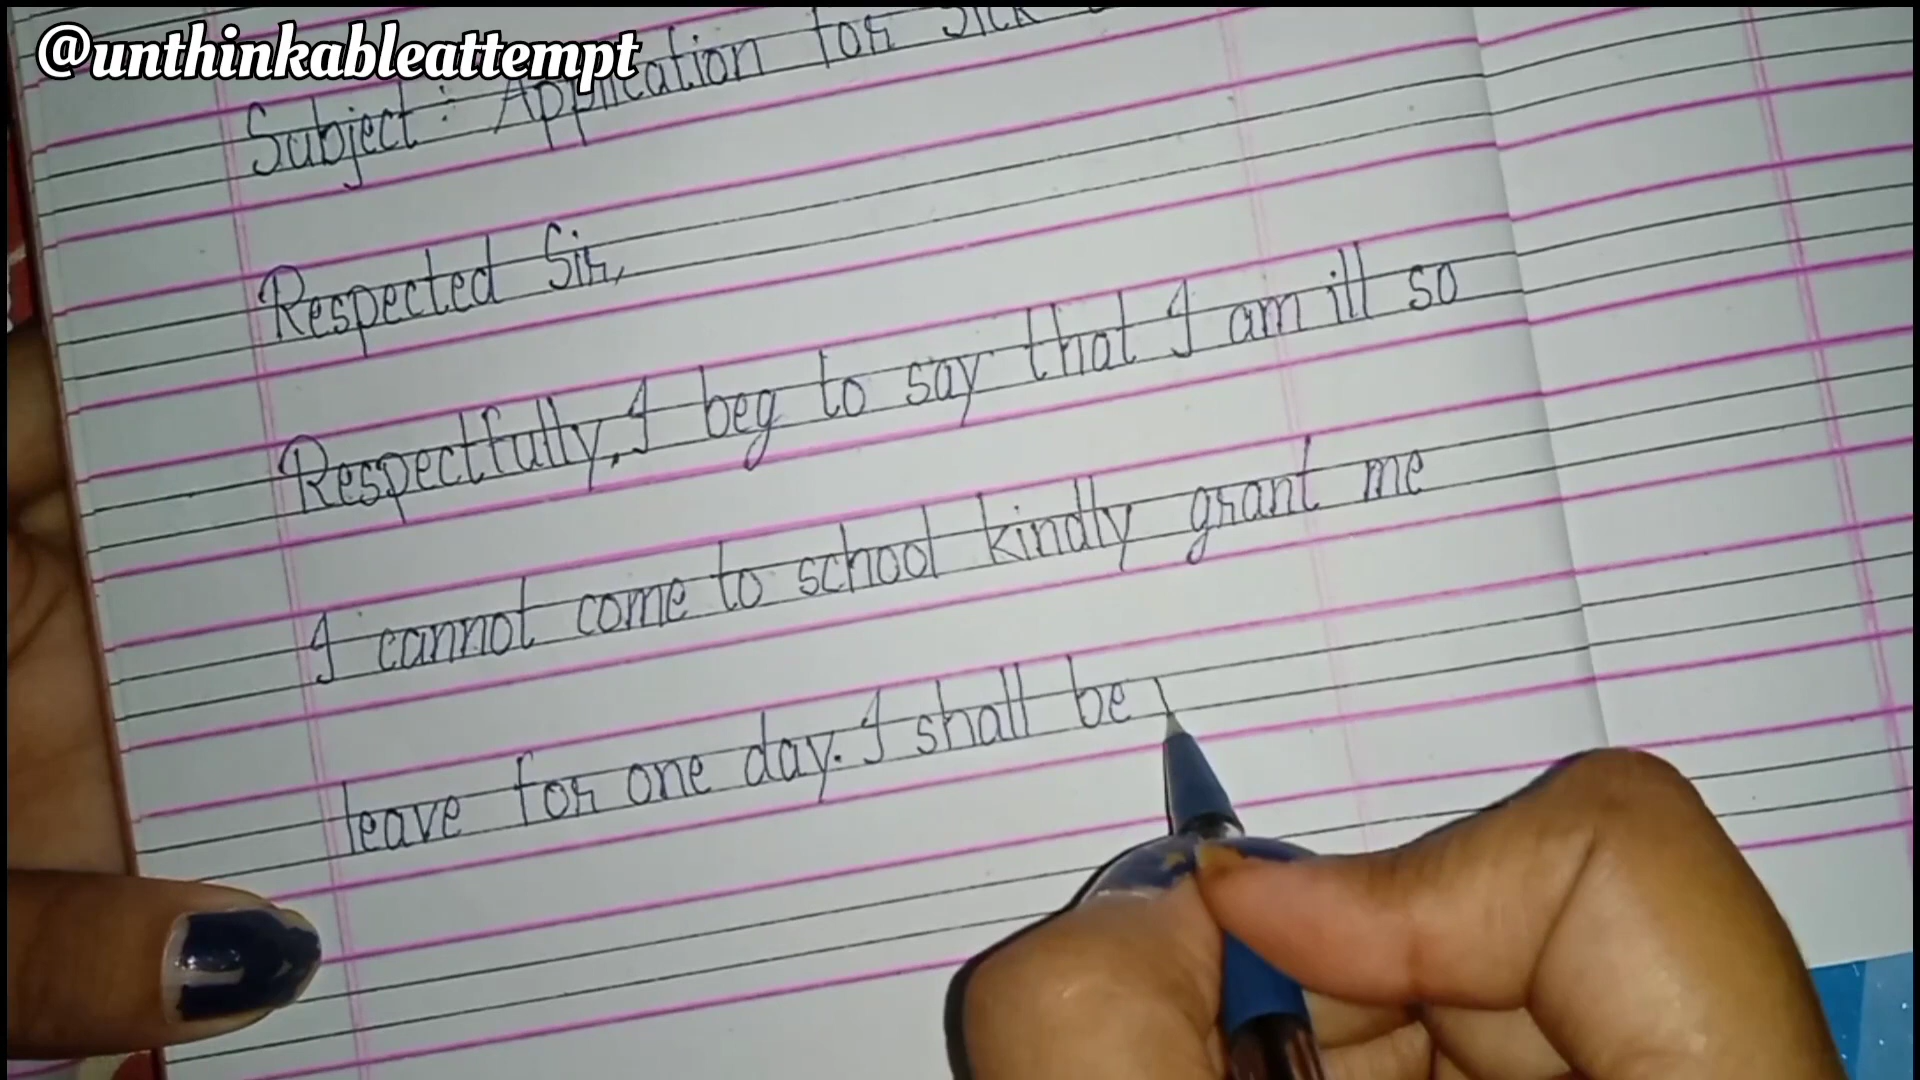 @unthinkableattempt
Subject : Application for Sick
Respected Sir,
Respectfully, I beg to say that I am ill so
I cannot come to school kindly grant me
leave for one day. I shall be